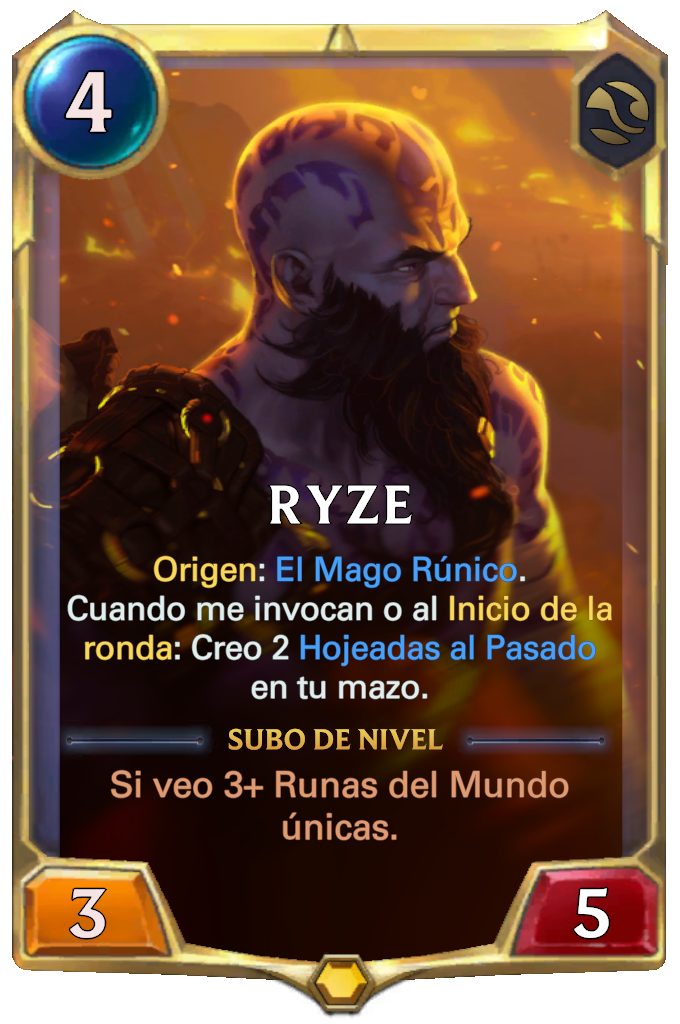 4
RYZE
Origen: El Mago Rúnico.
Cuando me invocan o al Inicio de la
ronda: Creo 2 Hojeadas al Pasado
en tu mazo.
SUBO DE NIVEL
Si veo 3+ Runas del Mundo
únicas.
3
5